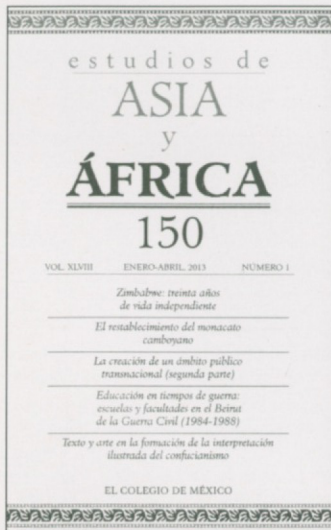 estudios de
ASIA
y
ÁFRICA
150
VOL. XLVIII ENERO-ABRIL, 2013 NÚMERO 1
Zimbabwe: treinta años
de vida independiente
El restablecimiento del monacato
camboyano
La creación de un ámbito público
transnacional (segunda parte)
Educación en tiempos de guerra:
escuelas y facultades en el Beirut
de la Guerra Civil (1984-1988)
Texto y arte en la formación de la interpretación
ilustrada del confucianismo
EL COLEGIO DE MÉXICO